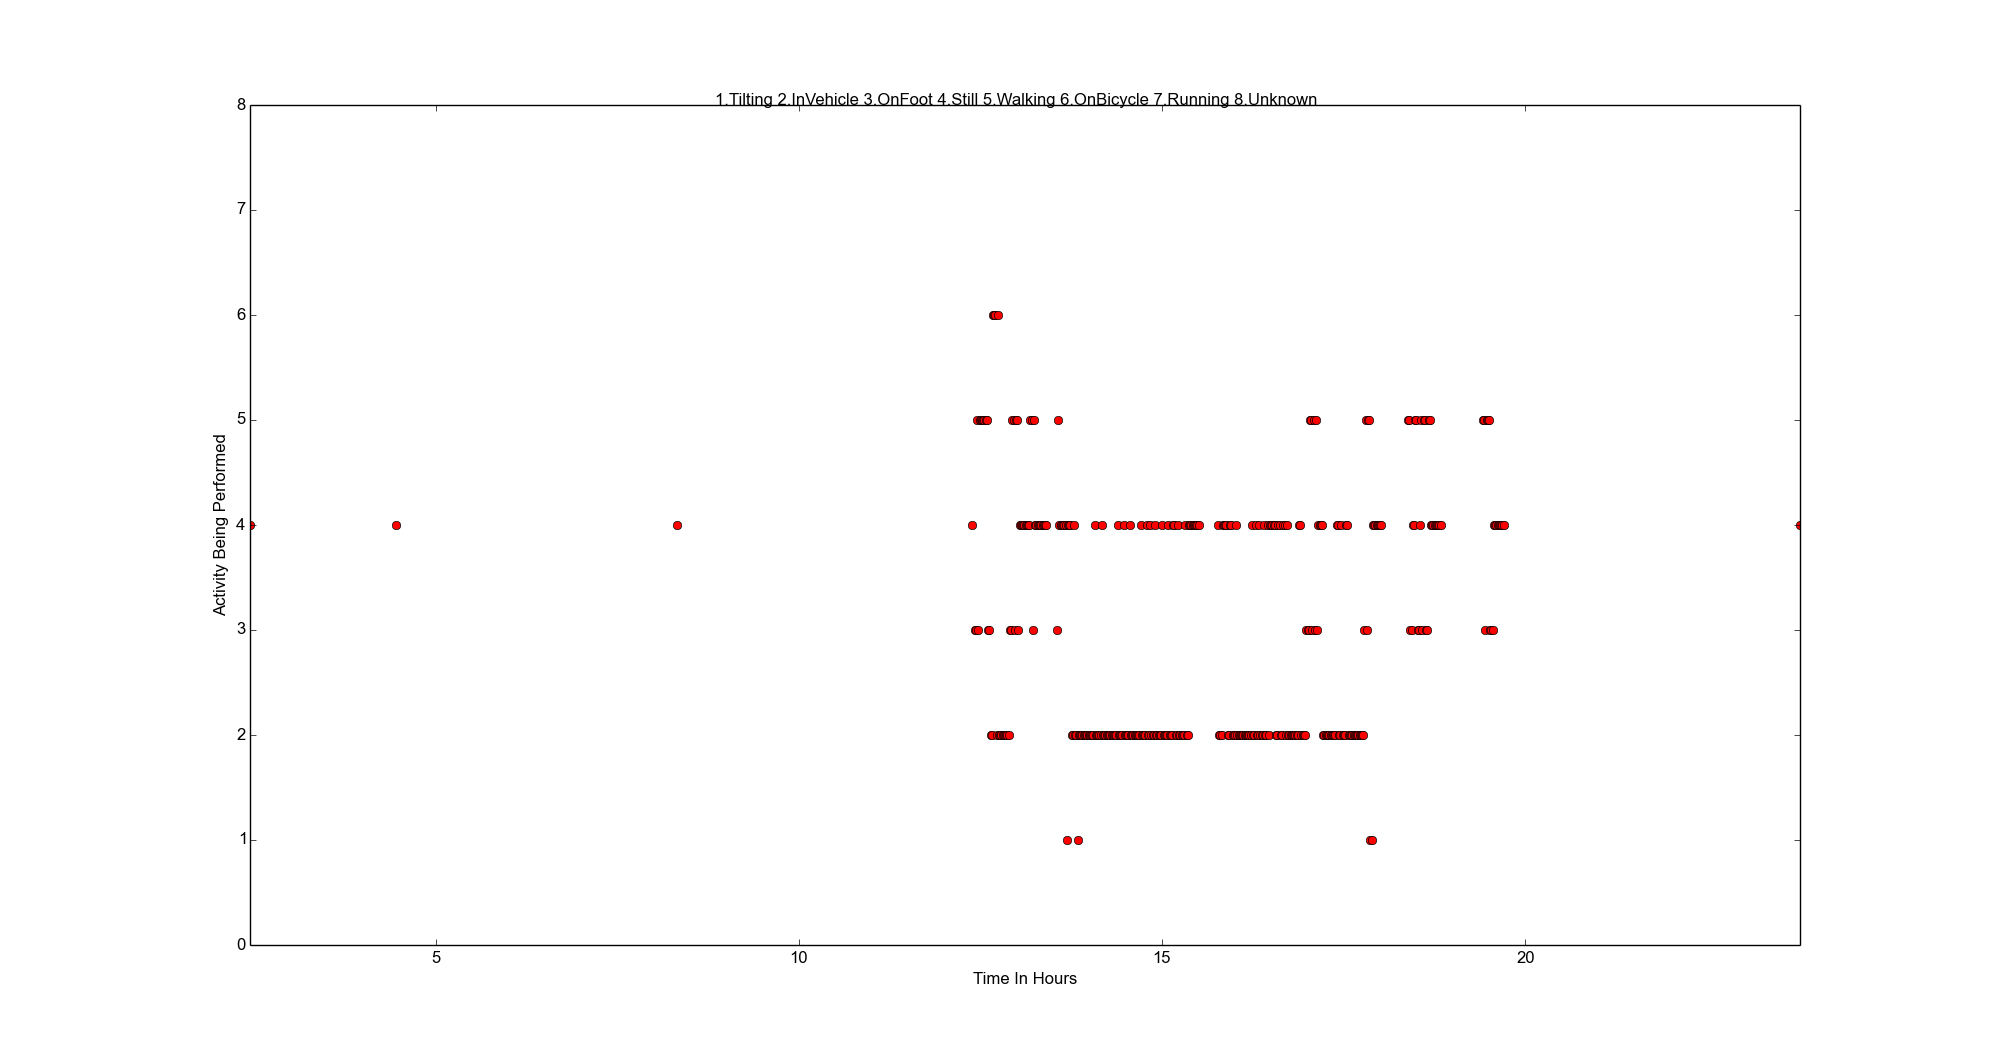 1.Tilting 2.InVehicle 3.OnFoot 4.Still 5.Walking 6.OnBicycle 7.Running 8.Unknown
8
7
6
5
4
3
2
1
0
Activity Being Performed
5 10 15 20
Time In Hours